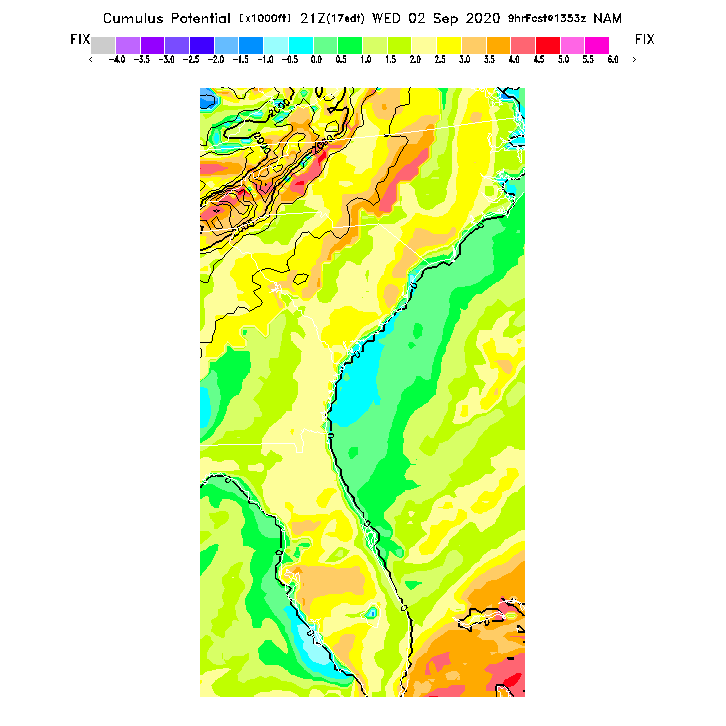 Cumulus Potential [x1000ft] 21Z(17edt) WED 02 Sep 2020 9hrFcst@1353z NAM
FIX FIX
< -4.0 -3.5 -3.0 -2.5 -2.0 -1.5 -1.0 -0.5 0.0 0.5 1.0 1.5 2.0 2.5 3.0 3.5 4.0 4.5 5.0 5.5 6.0 >
2000
2000